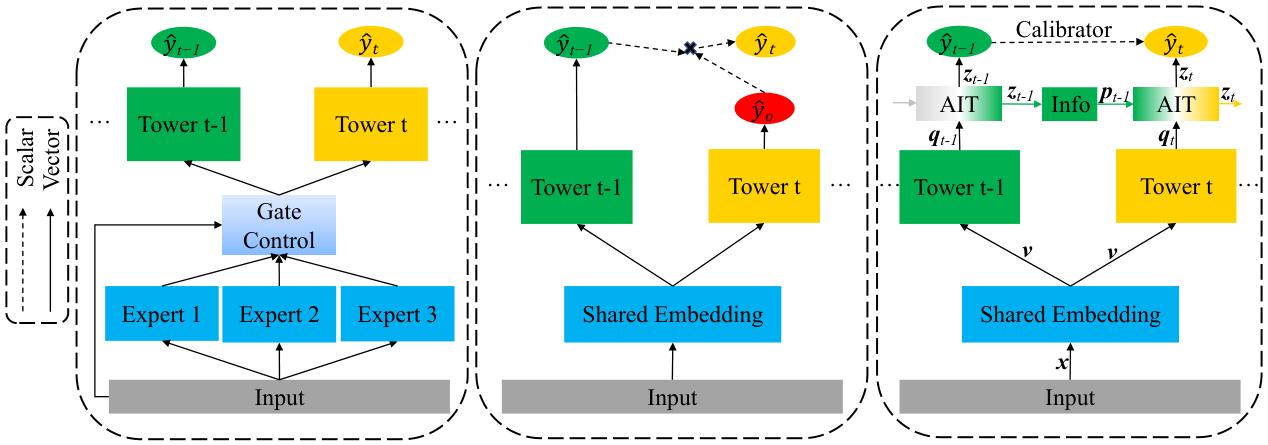 Scalar
Vector
ŷₜ₋₁
ŷₜ
...
Tower t-1
Tower t
...
Gate
Control
Expert 1
Expert 2
Expert 3
Input
ŷₜ₋₁
ŷₜ
ŷₒ
...
Tower t-1
Tower t
...
Shared Embedding
Input
ŷₜ₋₁
Calibrator
ŷₜ
zₜ₋₁
zₜ
AIT
zₜ₋₁
Info
pₜ₋₁
AIT
zₜ
qₜ₋₁
qₜ
...
Tower t-1
Tower t
...
v
v
Shared Embedding
x
Input